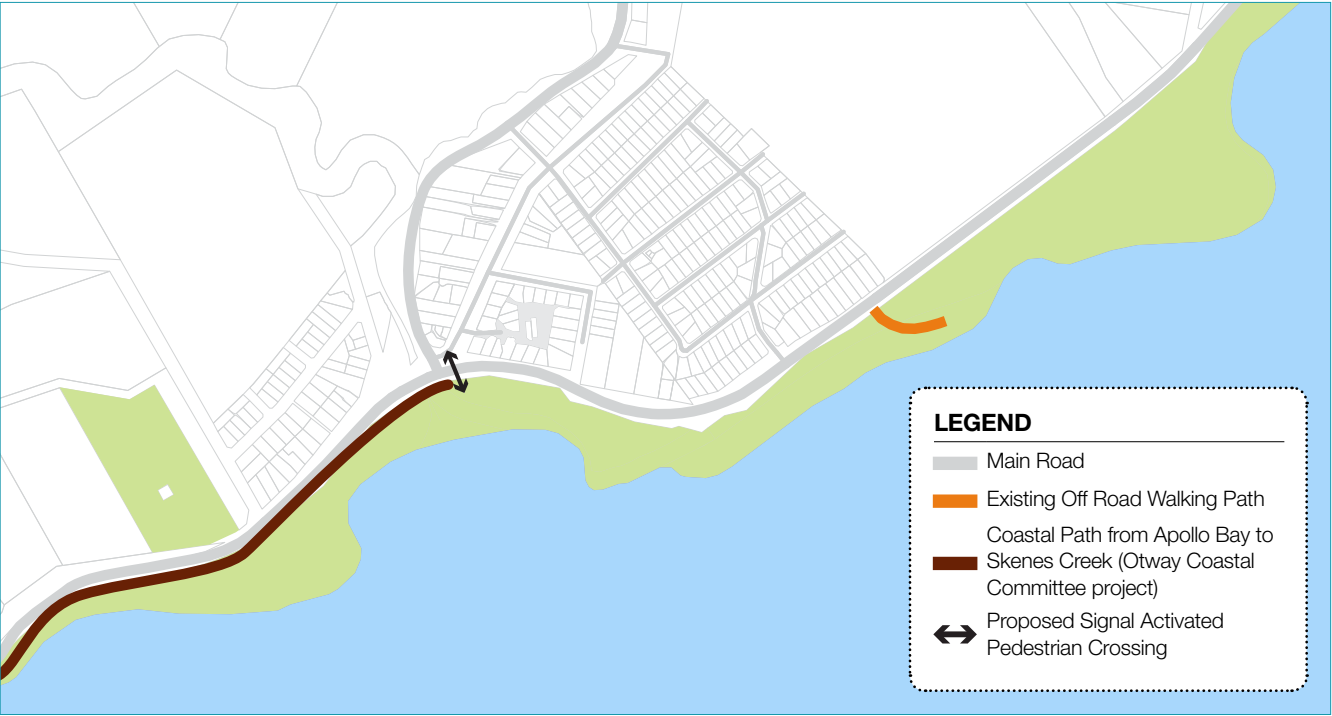 LEGEND
Main Road
Existing Off Road Walking Path
Coastal Path from Apollo Bay to
Skenes Creek (Otway Coastal
Committee project)
Proposed Signal Activated
Pedestrian Crossing